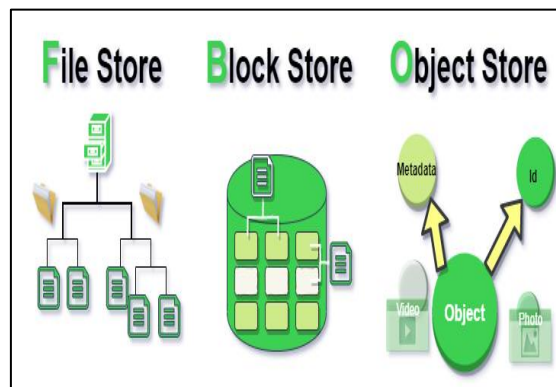 File Store
Block Store
Object Store
Metadata
Id
Video
Object
Photo